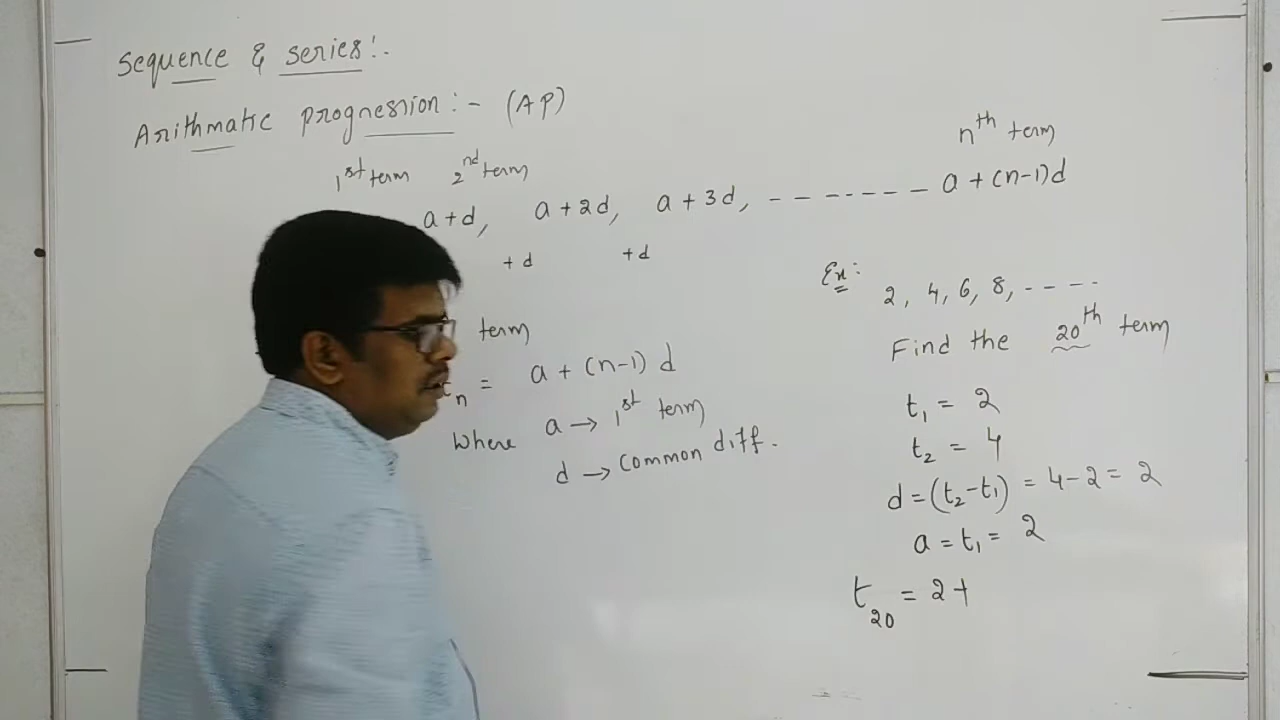 Sequence & series:-
Arithmatic progression :- (AP)
1st term 2nd term nth term
a+d, a + 2d, a + 3d, - - - - - - - a + (n-1)d
+d +d
term
tn = a + (n-1) d
Where a → 1st term
d → Common diff.
Ex:
2, 4, 6, 8, - - - -
Find the 20th term
t1 = 2
t2 = 4
d = (t2-t1) = 4-2 = 2
a = t1 = 2
t20 = 2+